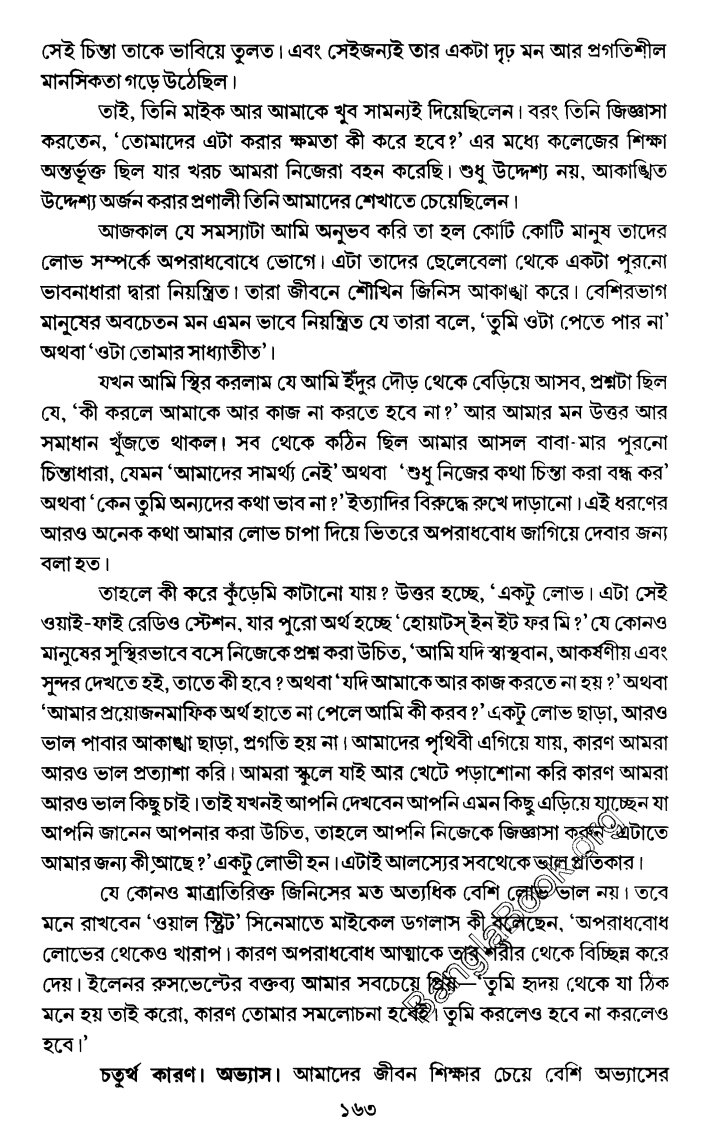 সেই চিন্তা তাকে ভাবিয়ে তুলত। এবং সেইজন্যই তার একটা দৃঢ় মন আর প্রগতিশীল
মানসিকতা গড়ে উঠেছিল।
তাই, তিনি মাইক আর আমাকে খুব সামন্যই দিয়েছিলেন। বরং তিনি জিজ্ঞাসা
করতেন, ‘তোমাদের এটা করার ক্ষমতা কী করে হবে?’ এর মধ্যে কলেজের শিক্ষা
অন্তর্ভূক্ত ছিল যার খরচ আমরা নিজেরা বহন করেছি। শুধু উদ্দেশ্য নয়, আকাঙ্খিত
উদ্দেশ্য অর্জন করার প্রণালী তিনি আমাদের শেখাতে চেয়েছিলেন।
আজকাল যে সমস্যাটা আমি অনুভব করি তা হল কোটি কোটি মানুষ তাদের
লোভ সম্পর্কে অপরাধবোধে ভোগে। এটা তাদের ছেলেবেলা থেকে একটা পুরনো
ভাবনাধারা দ্বারা নিয়ন্ত্রিত। তারা জীবনে শৌখিন জিনিস আকাঙ্খা করে। বেশিরভাগ
মানুষের অবচেতন মন এমন ভাবে নিয়ন্ত্রিত যে তারা বলে, ‘তুমি ওটা পেতে পার না’
অথবা ‘ওটা তোমার সাধ্যাতীত’।
যখন আমি স্থির করলাম যে আমি ইঁদুর দৌড় থেকে বেড়িয়ে আসব, প্রশ্নটা ছিল
যে, ‘কী করলে আমাকে আর কাজ না করতে হবে না?’ আর আমার মন উত্তর আর
সমাধান খুঁজতে থাকল। সব থেকে কঠিন ছিল আমার আসল বাবা-মার পুরনো
চিন্তাধারা, যেমন ‘আমাদের সামর্থ্য নেই’ অথবা ‘শুধু নিজের কথা চিন্তা করা বন্ধ কর’
অথবা ‘কেন তুমি অন্যদের কথা ভাব না?’ ইত্যাদির বিরুদ্ধে রুখে দাড়ানো। এই ধরণের
আরও অনেক কথা আমার লোভ চাপা দিয়ে ভিতরে অপরাধবোধ জাগিয়ে দেবার জন্য
বলা হত।
তাহলে কী করে কুঁড়েমি কাটানো যায়? উত্তর হচ্ছে, ‘একটু লোভ। এটা সেই
ওয়াই-ফাই রেডিও স্টেশন, যার পুরো অর্থ হচ্ছে ‘হোয়াটস্ ইন ইট ফর মি?’ যে কোনও
মানুষের সুস্থিরভাবে বসে নিজেকে প্রশ্ন করা উচিত, ‘আমি যদি স্বাস্থবান, আকর্ষণীয় এবং
সুন্দর দেখতে হই, তাতে কী হবে? অথবা ‘যদি আমাকে আর কাজ করতে না হয়?’ অথবা
‘আমার প্রয়োজনমাফিক অর্থ হাতে না পেলে আমি কী করব?’ একটু লোভ ছাড়া, আরও
ভাল পাবার আকাঙ্খা ছাড়া, প্রগতি হয় না। আমাদের পৃথিবী এগিয়ে যায়, কারণ আমরা
আরও ভাল প্রত্যাশা করি। আমরা স্কুলে যাই আর খেটে পড়াশোনা করি কারণ আমরা
আরও ভাল কিছু চাই। তাই যখনই আপনি দেখবেন আপনি এমন কিছু এড়িয়ে যাচ্ছেন যা
আপনি জানেন আপনার করা উচিত, তাহলে আপনি নিজেকে জিজ্ঞাসা করুন ‘এটাতে
আমার জন্য কী আছে?’ একটু লোভী হন। এটাই আলস্যের সবথেকে ভাল প্রতিকার।
যে কোনও মাত্রাতিরিক্ত জিনিসের মত অত্যধিক বেশি লোভ ভাল নয়। তবে
মনে রাখবেন ‘ওয়াল স্ট্রিট’ সিনেমাতে মাইকেল ডগলাস কী বলেছেন, ‘অপরাধবোধ
লোভের থেকেও খারাপ। কারণ অপরাধবোধ আত্মাকে তার শরীর থেকে বিচ্ছিন্ন করে
দেয়। ইলেনর রুসভেল্টের বক্তব্য আমার সবচেয়ে প্রিয়—‘তুমি হৃদয় থেকে যা ঠিক
মনে হয় তাই করো, কারণ তোমার সমলোচনা হবেই। তুমি করলেও হবে না করলেও
হবে।’
চতুর্থ কারণ। অভ্যাস। আমাদের জীবন শিক্ষার চেয়ে বেশি অভ্যাসের
১৬৩
BanglaBook.org